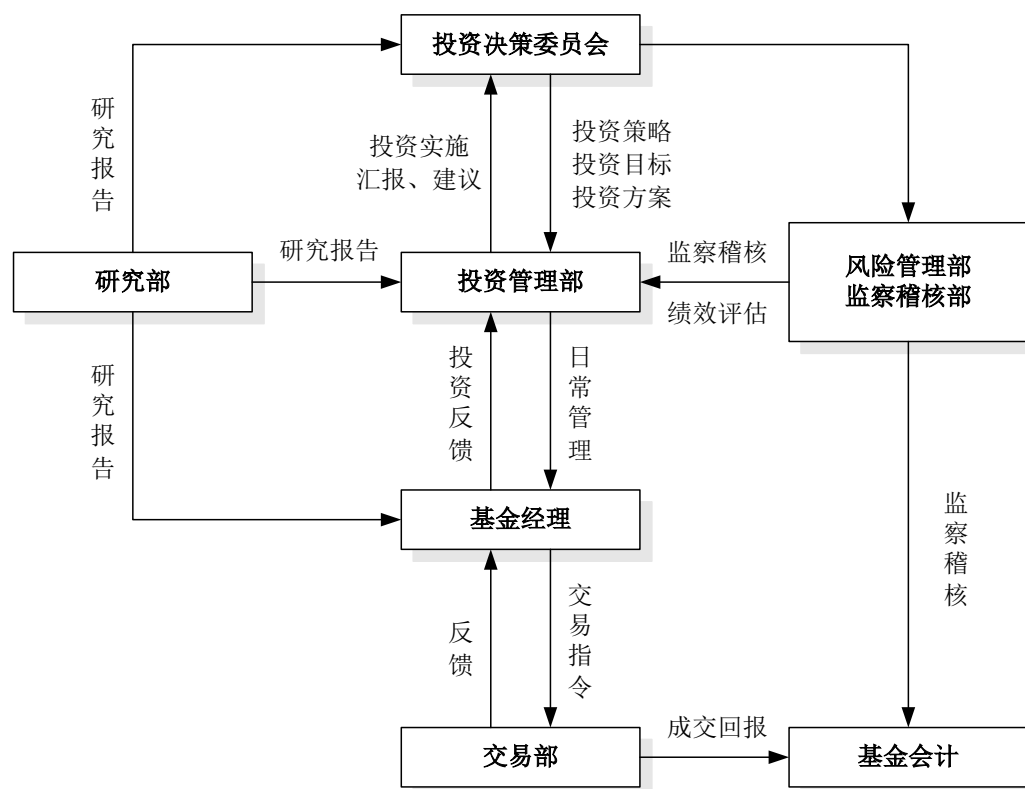 投资决策委员会
研究报告
投资实施
汇报、建议
投资策略
投资目标
投资方案
研究部
研究报告
投资管理部
监察稽核
绩效评估
风险管理部
监察稽核部
研究报告
投资反馈
日常管理
基金经理
监察稽核
反馈
交易指令
交易部
成交回报
基金会计